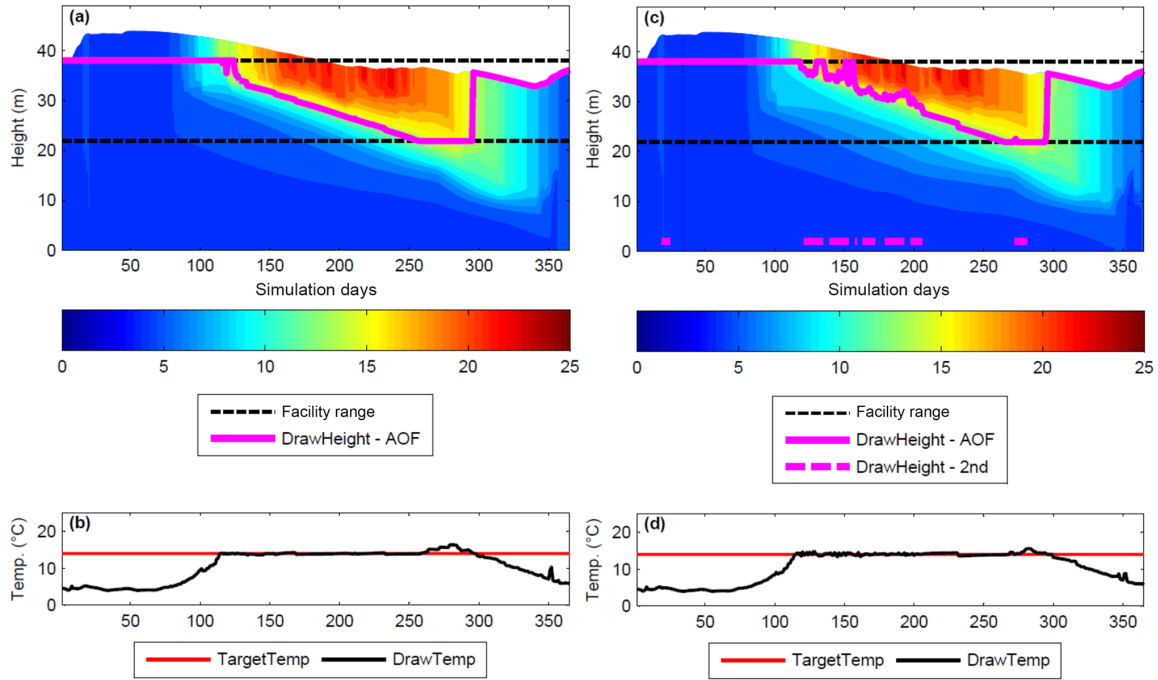 (a)
Height (m)
40
30
20
10
0
50 100 150 200 250 300 350
Simulation days
0 5 10 15 20 25
Facility range
DrawHeight - AOF
(b)
Temp. (°C)
20
10
0
50 100 150 200 250 300 350
TargetTemp DrawTemp
(c)
Height (m)
40
30
20
10
0
50 100 150 200 250 300 350
Simulation days
0 5 10 15 20 25
Facility range
DrawHeight - AOF
DrawHeight - 2nd
(d)
Temp. (°C)
20
10
0
50 100 150 200 250 300 350
TargetTemp DrawTemp